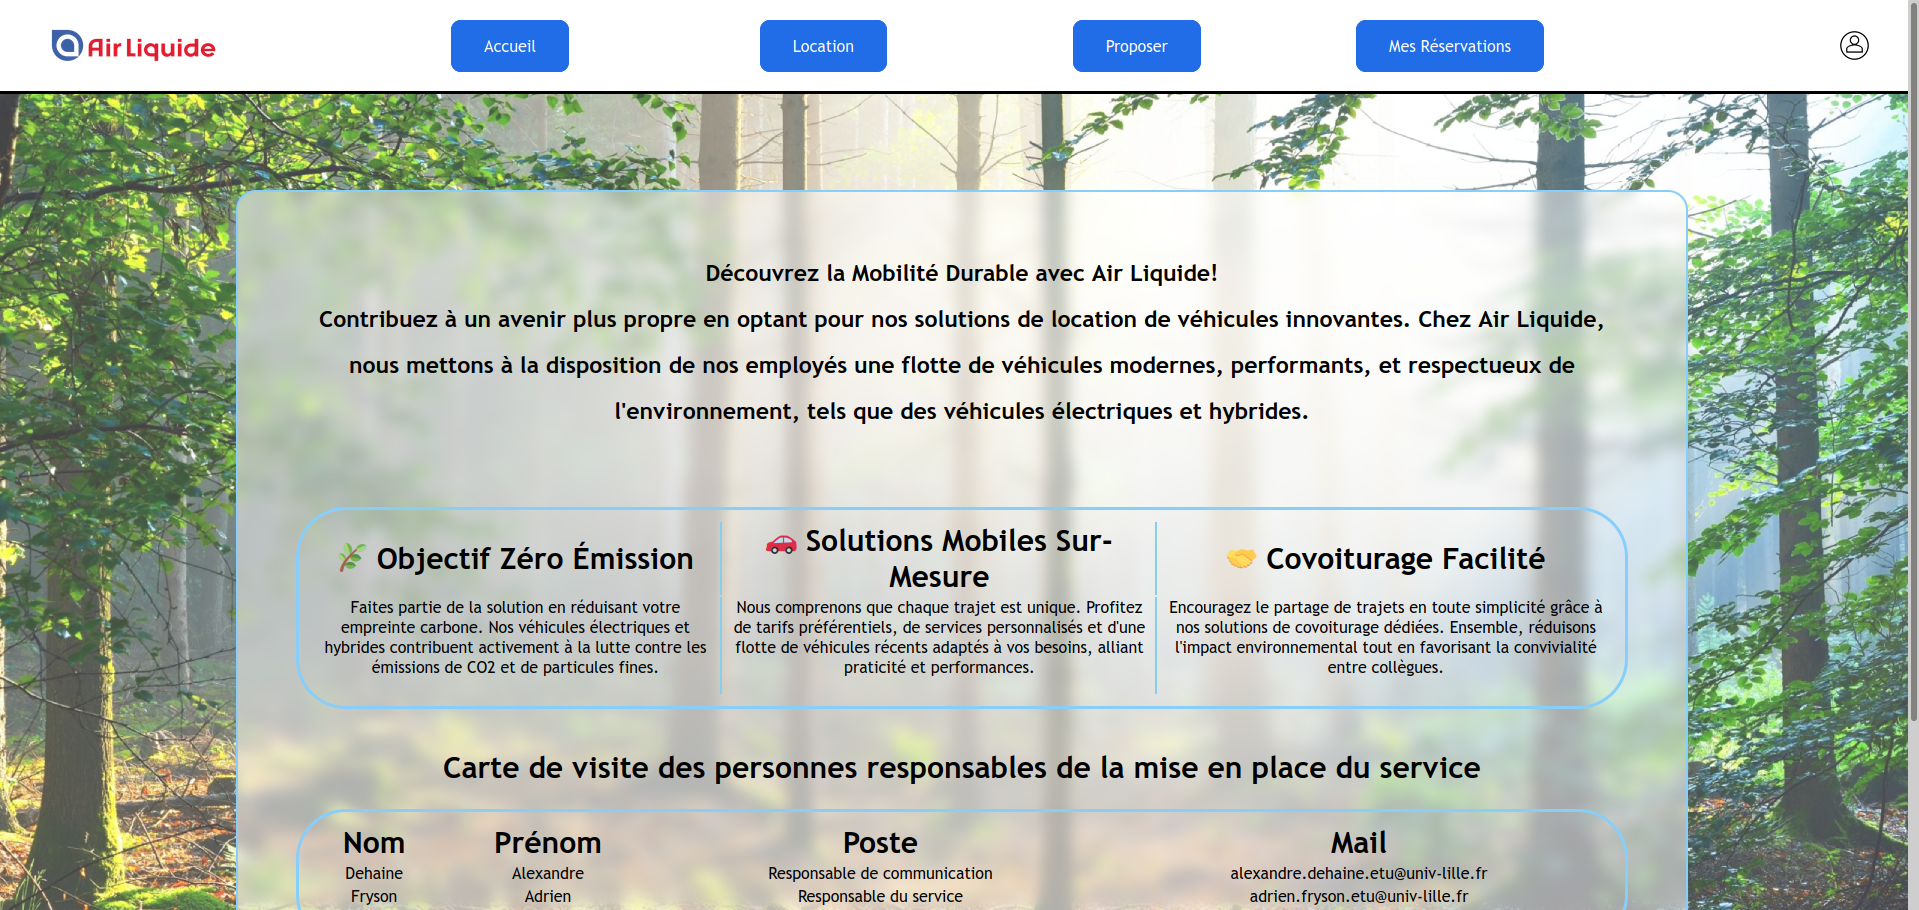 Air Liquide
Accueil
Location
Proposer
Mes Réservations
Découvrez la Mobilité Durable avec Air Liquide!
Contribuez à un avenir plus propre en optant pour nos solutions de location de véhicules innovantes. Chez Air Liquide,
nous mettons à la disposition de nos employés une flotte de véhicules modernes, performants, et respectueux de
l'environnement, tels que des véhicules électriques et hybrides.
Objectif Zéro Émission
Faites partie de la solution en réduisant votre
empreinte carbone. Nos véhicules électriques et
hybrides contribuent activement à la lutte contre les
émissions de CO2 et de particules fines.
Solutions Mobiles Sur-
Mesure
Nous comprenons que chaque trajet est unique. Profitez
de tarifs préférentiels, de services personnalisés et d'une
flotte de véhicules récents adaptés à vos besoins, alliant
praticité et performances.
Covoiturage Facilité
Encouragez le partage de trajets en toute simplicité grâce à
nos solutions de covoiturage dédiées. Ensemble, réduisons
l'impact environnemental tout en favorisant la convivialité
entre collègues.
Carte de visite des personnes responsables de la mise en place du service
Nom Prénom Poste Mail
Dehaine Alexandre Responsable de communication alexandre.dehaine.etu@univ-lille.fr
Fryson Adrien Responsable du service adrien.fryson.etu@univ-lille.fr